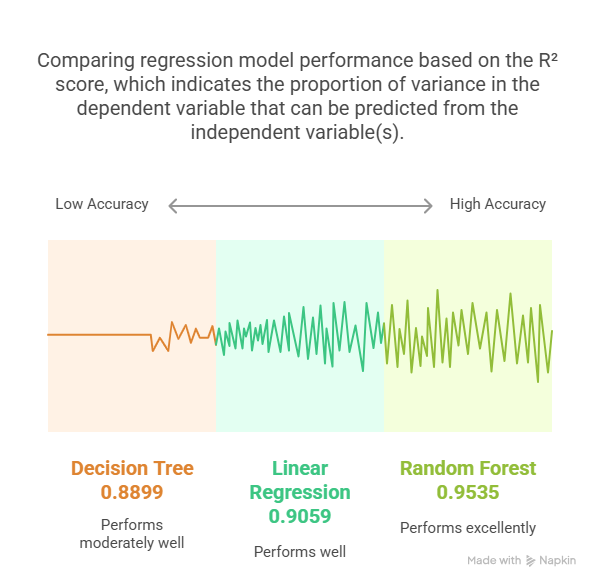 Comparing regression model performance based on the R²
score, which indicates the proportion of variance in the
dependent variable that can be predicted from the
independent variable(s).
Low Accuracy
High Accuracy
Decision Tree
0.8899
Performs
moderately well
Linear
Regression
0.9059
Performs well
Random Forest
0.9535
Performs excellently
Made with Napkin